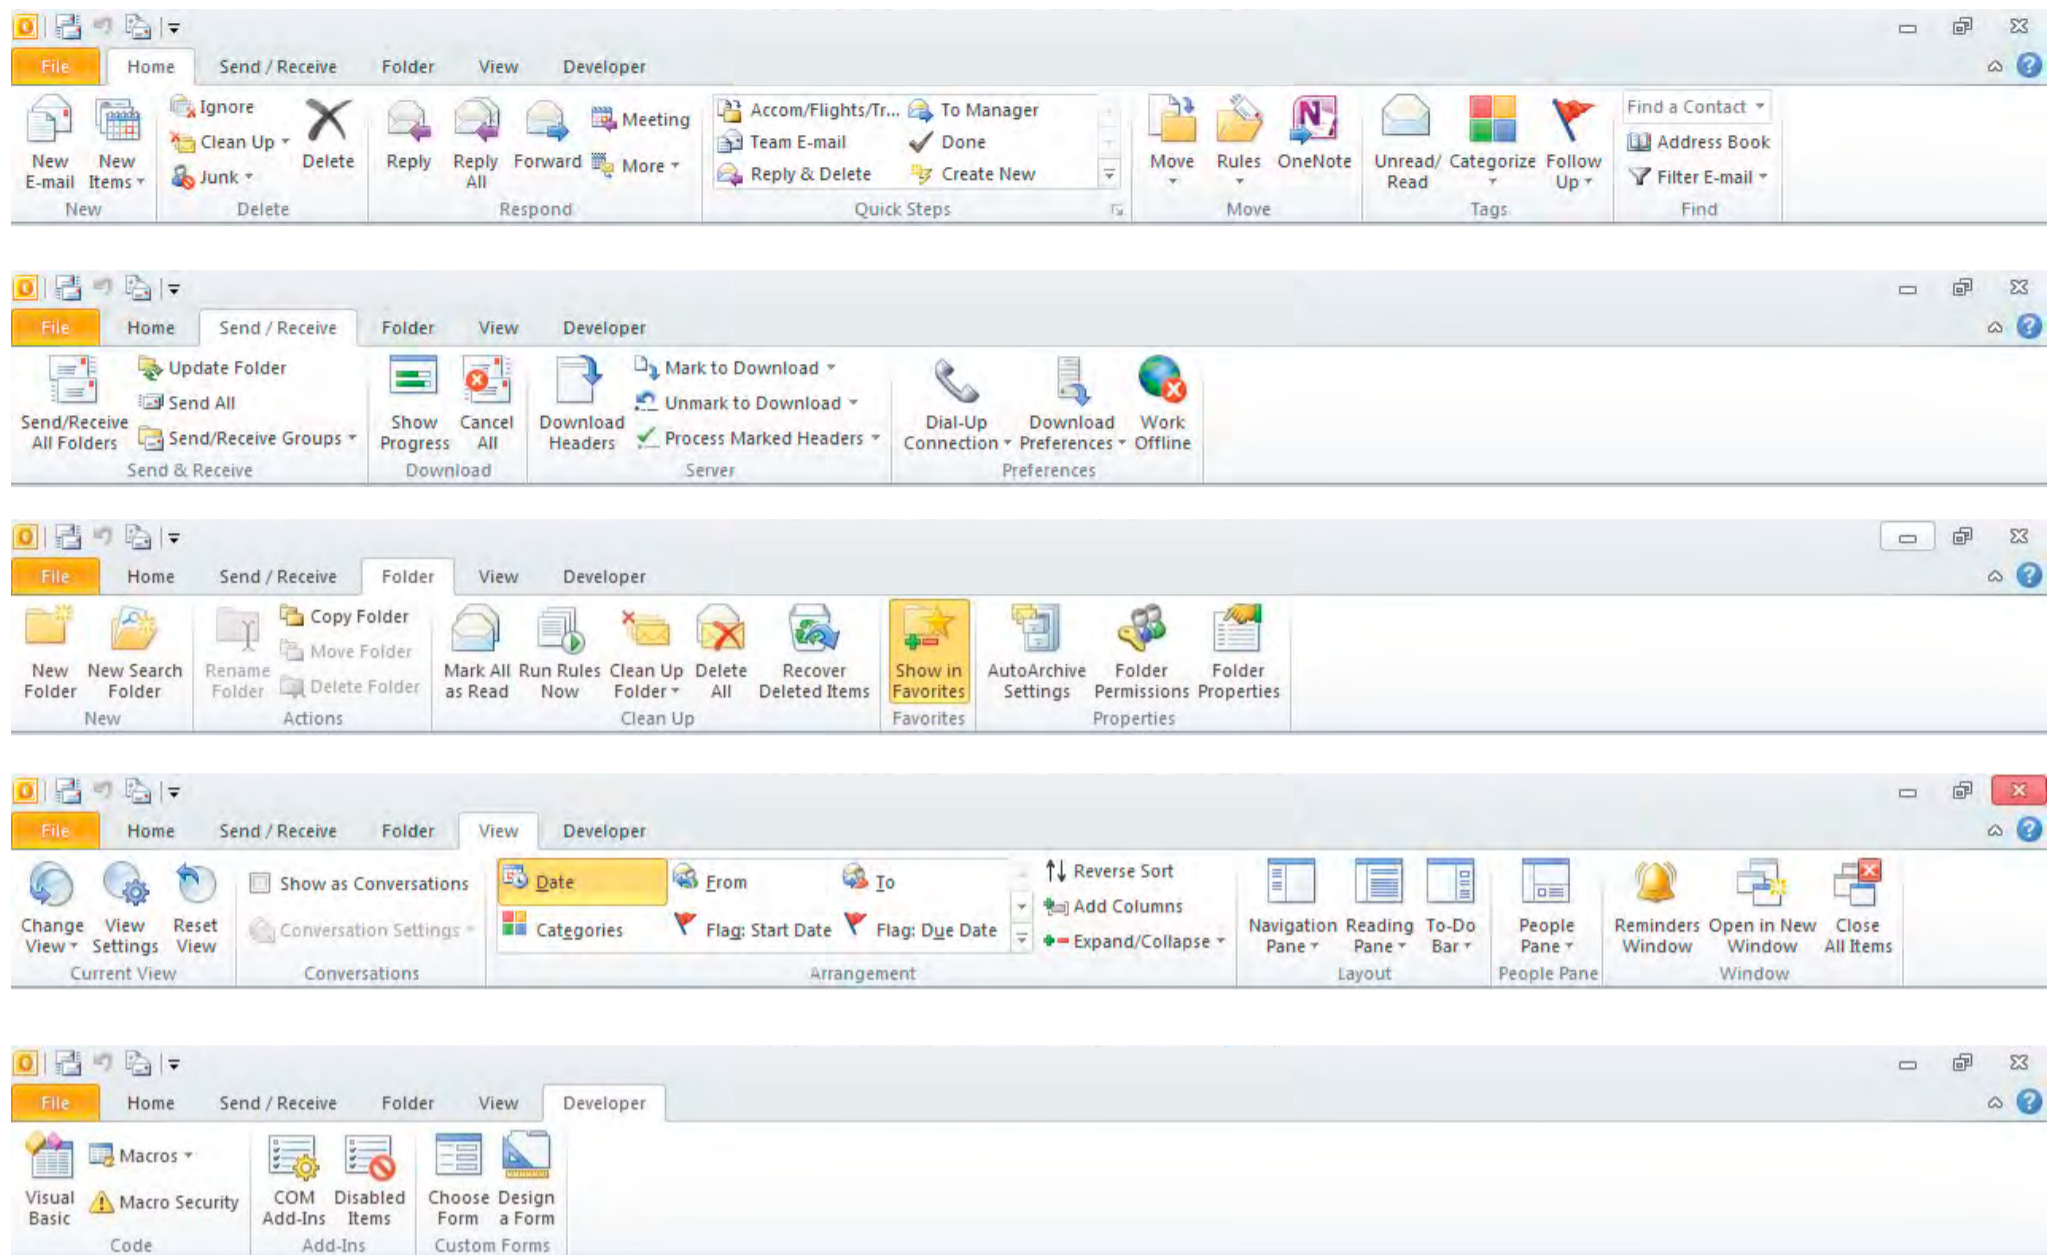 File Home Send / Receive Folder View Developer
New E-mail
New Items
Ignore
Clean Up
Junk
Delete
Reply
Reply All
Forward
Meeting
More
Accom/Flights/Tr... To Manager
Team E-mail Done
Reply & Delete Create New
Move
Rules
OneNote
Unread/ Read
Categorize
Follow Up
Find a Contact
Address Book
Filter E-mail
New Delete Respond Quick Steps Move Tags Find
File Home Send / Receive Folder View Developer
Send/Receive All Folders
Update Folder
Send All
Send/Receive Groups
Show Progress
Cancel All
Download Headers
Mark to Download
Unmark to Download
Process Marked Headers
Dial-Up Connection
Download Preferences
Work Offline
Send & Receive Download Server Preferences
File Home Send / Receive Folder View Developer
New Folder
New Search Folder
Rename Folder
Copy Folder
Move Folder
Delete Folder
Mark All as Read
Run Rules Now
Clean Up Folder
Delete All
Recover Deleted Items
Show in Favorites
AutoArchive Settings
Folder Permissions
Folder Properties
New Actions Clean Up Favorites Properties
File Home Send / Receive Folder View Developer
Change View
View Settings
Reset View
Show as Conversations
Conversation Settings
Date From To
Categories Flag: Start Date Flag: Due Date
Reverse Sort
Add Columns
Expand/Collapse
Navigation Pane
Reading Pane
To-Do Bar
People Pane
Reminders Window
Open in New Window
Close All Items
Current View Conversations Arrangement Layout People Pane Window
File Home Send / Receive Folder View Developer
Visual Basic
Macros
Macro Security
COM Add-Ins
Disabled Items
Choose Form
Design a Form
Code Add-Ins Custom Forms